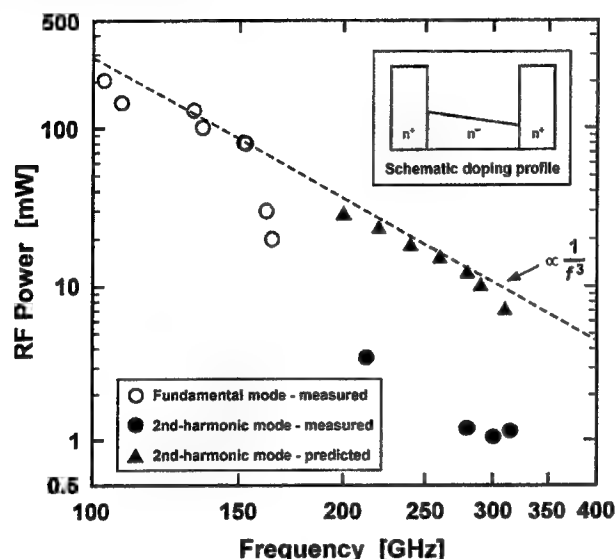 500
100
10
1
0.5
RF Power [mW]
n⁺ n⁻ n⁺
Schematic doping profile
∝ 1
f³
Fundamental mode - measured
2nd-harmonic mode - measured
2nd-harmonic mode - predicted
100 150 200 250 300 350 400
Frequency [GHz]